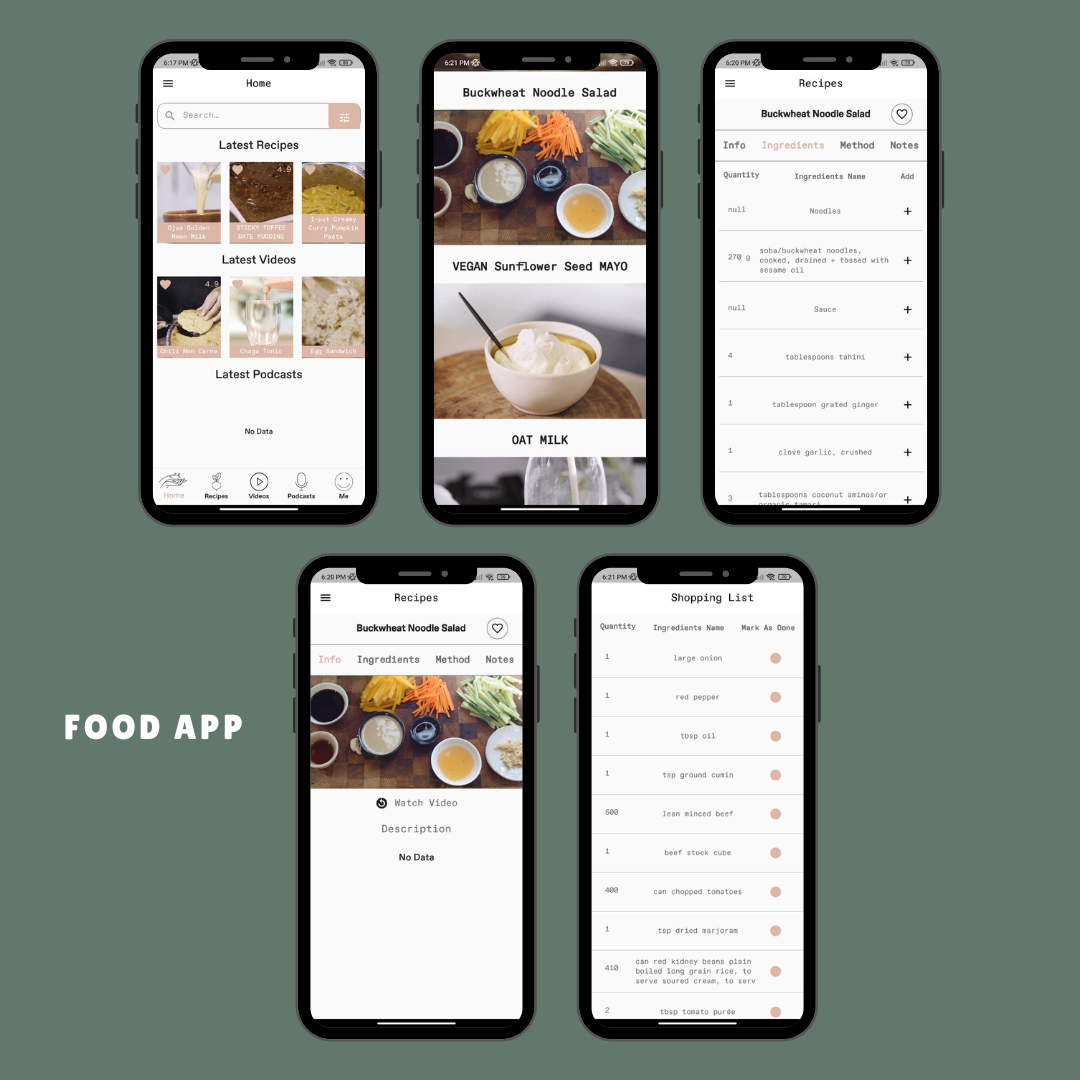 6:17 PM
Home
Search...
Latest Recipes
4.9
Ojas Golden
Moon Milk
STICKY TOFFEE
DATE PUDDING
1-pot Creamy
Curry Pumpkin
Pasta
Latest Videos
4.9
Chili Non Carne
Chaga Tonic
Egg Sandwich
Latest Podcasts
No Data
Home
Recipes
Videos
Podcasts
Me
6:21 PM
Buckwheat Noodle Salad
VEGAN Sunflower Seed MAYO
OAT MILK
6:20 PM
Recipes
Buckwheat Noodle Salad
Info Ingredients Method Notes
Quantity Ingredients Name Add
null Noodles +
270 g soba/buckwheat noodles,
cooked, drained + tossed with
sesame oil +
null Sauce +
4 tablespoons tahini +
1 tablespoon grated ginger +
1 clove garlic, crushed +
3 tablespoons coconut aminos/or
organic tamari +
FOOD APP
6:20 PM
Recipes
Buckwheat Noodle Salad
Info Ingredients Method Notes
Watch Video
Description
No Data
6:21 PM
Shopping List
Quantity Ingredients Name Mark As Done
1 large onion
1 red pepper
1 tbsp oil
1 tsp ground cumin
500 lean minced beef
1 beef stock cube
400 can chopped tomatoes
1 tsp dried marjoram
410 can red kidney beans plain
boiled long grain rice, to
serve soured cream, to serv
2 tbsp tomato purée